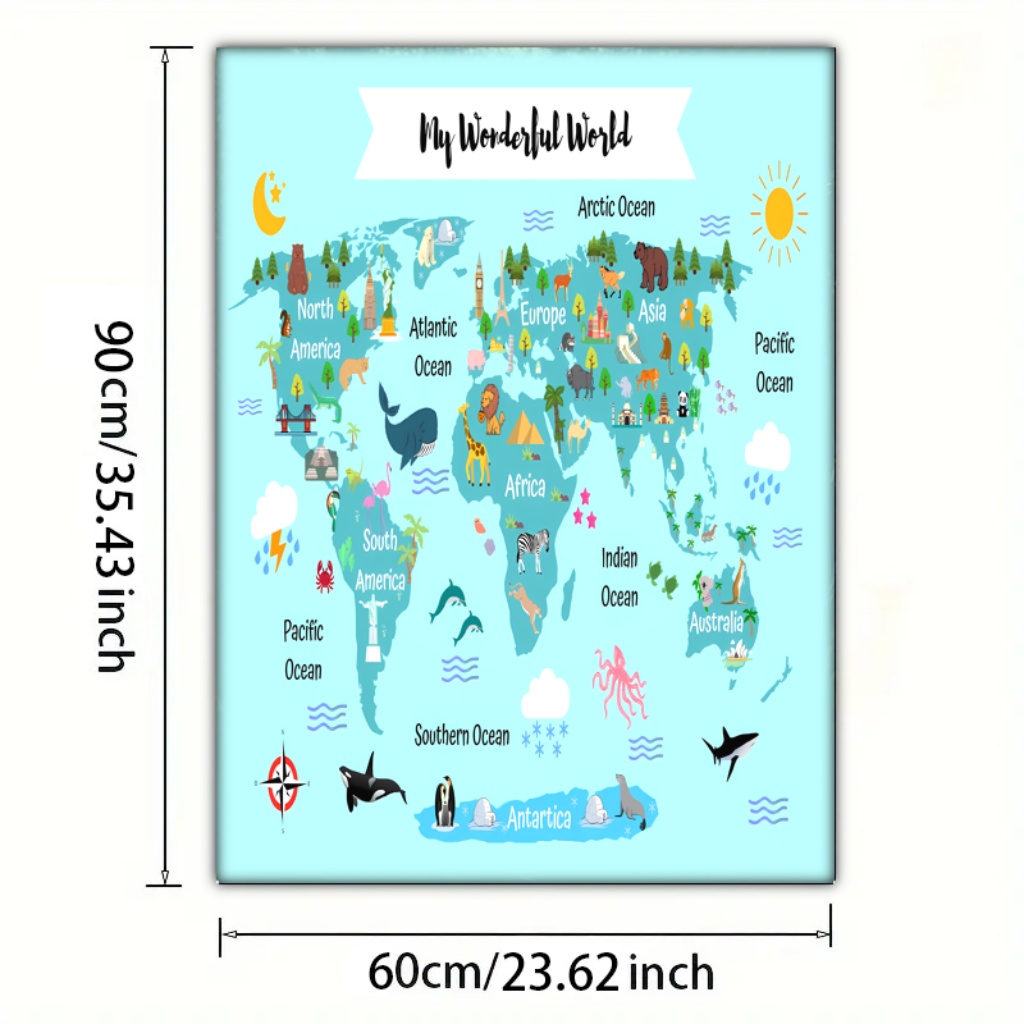 My Wonderful World
Arctic Ocean
North
America
Atlantic
Ocean
Europe
Asia
Pacific
Ocean
Africa
South
America
Indian
Ocean
Australia
Pacific
Ocean
Southern Ocean
Antartica
90cm/35.43 inch
60cm/23.62 inch